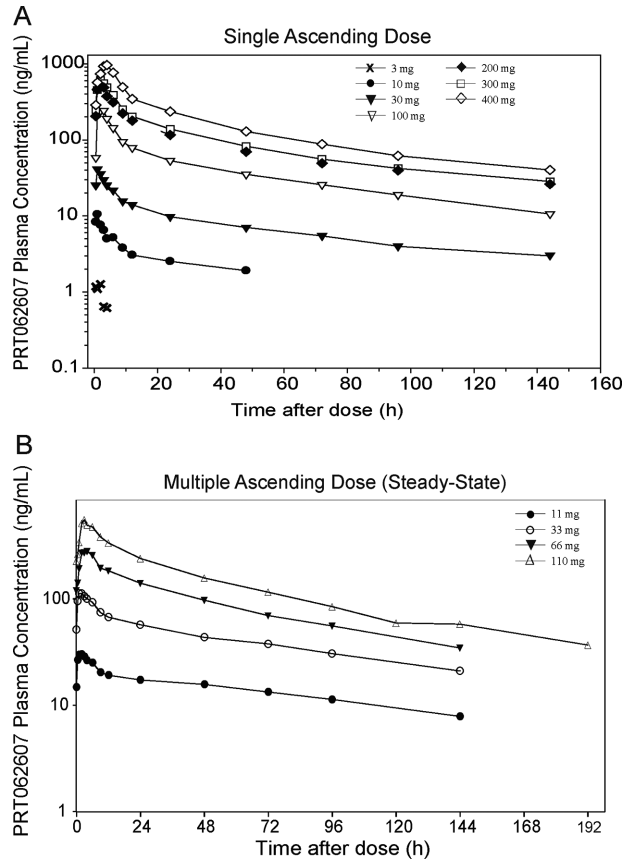 A
Single Ascending Dose
PRT062607 Plasma Concentration (ng/mL)
1000
100
10
1
0.1
3 mg
10 mg
30 mg
100 mg
200 mg
300 mg
400 mg
0 20 40 60 80 100 120 140 160
Time after dose (h)
B
Multiple Ascending Dose (Steady-State)
PRT062607 Plasma Concentration (ng/mL)
100
10
1
11 mg
33 mg
66 mg
110 mg
0 24 48 72 96 120 144 168 192
Time after dose (h)